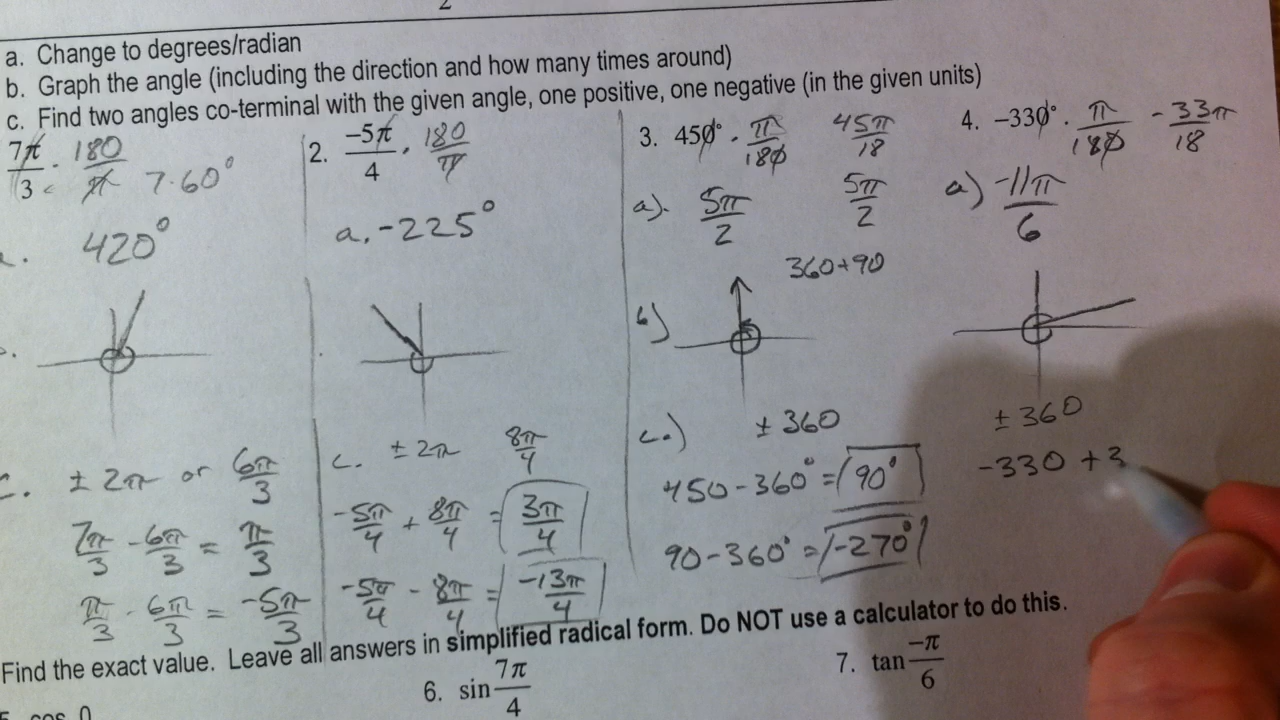 2
a. Change to degrees/radian
b. Graph the angle (including the direction and how many times around)
c. Find two angles co-terminal with the given angle, one positive, one negative (in the given units)
7π/3 · 180/π 7·60°
420°
± 2π or 6π/3
7π/3 - 6π/3 = π/3
π/3 - 6π/3 = -5π/3
2. -5π/4 · 180/π
a. -225°
c. ± 2π 8π/4
-5π/4 + 8π/4 = 3π/4
-5π/4 - 8π/4 = -13π/4
3. 450° · π/180 45π/18
a). 5π/2 5π/2
360+90
b)
c.) ± 360
450 - 360° = 90°
90 - 360° = -270°
4. -330° · π/180 -33π/18
a) -11π/6
± 360
-330 + 3
Find the exact value. Leave all answers in simplified radical form. Do NOT use a calculator to do this.
6. sin 7π/4
7. tan -π/6